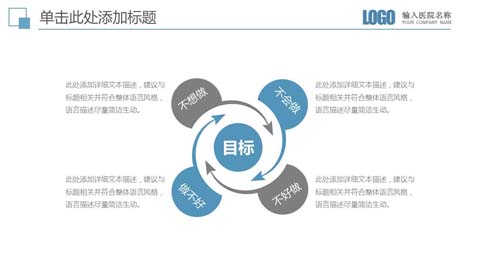 单击此处添加标题
LOGO 输入医院名称
YOUR COMPANY NAME
此处添加详细文本描述，建议与
标题相关并符合整体语言风格，
语言描述尽量简洁生动。
不想做
不会做
此处添加详细文本描述，建议与
标题相关并符合整体语言风格，
语言描述尽量简洁生动。
目标
此处添加详细文本描述，建议与
标题相关并符合整体语言风格，
语言描述尽量简洁生动。
做不好
不好做
此处添加详细文本描述，建议与
标题相关并符合整体语言风格，
语言描述尽量简洁生动。